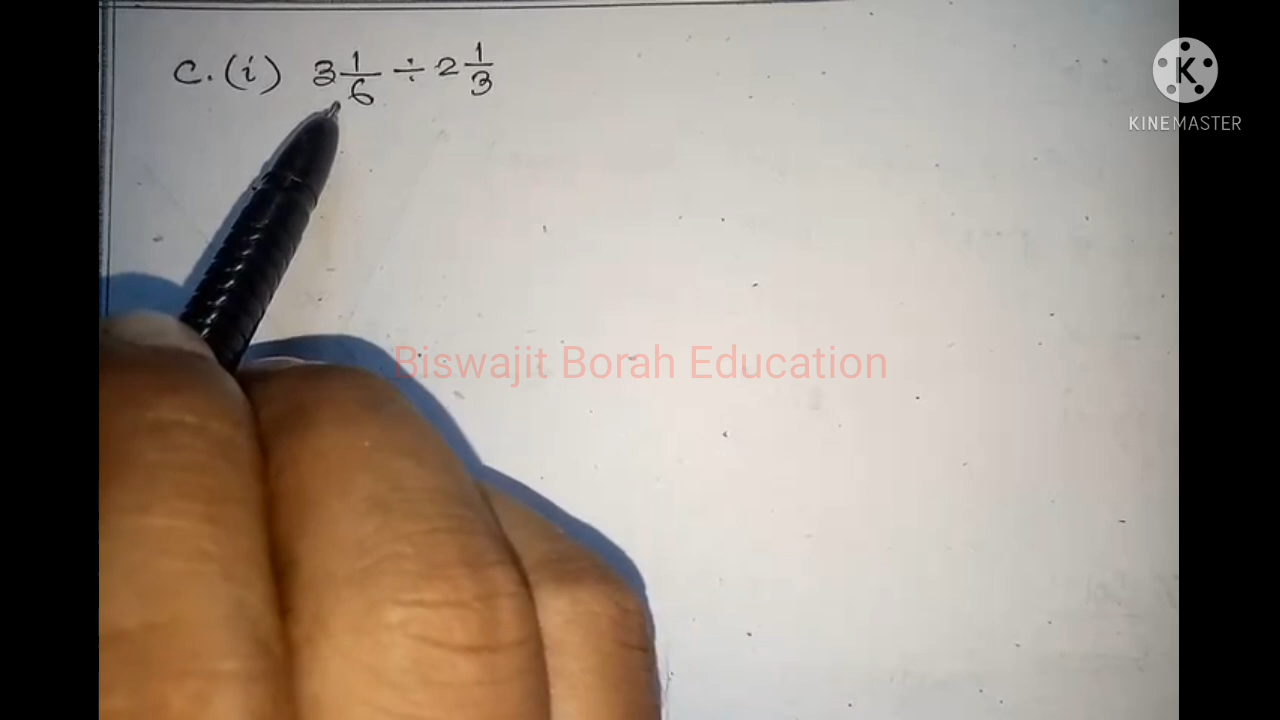 C. (i) 3 1/6 ÷ 2 1/3
K
KINEMASTER
Biswajit Borah Education